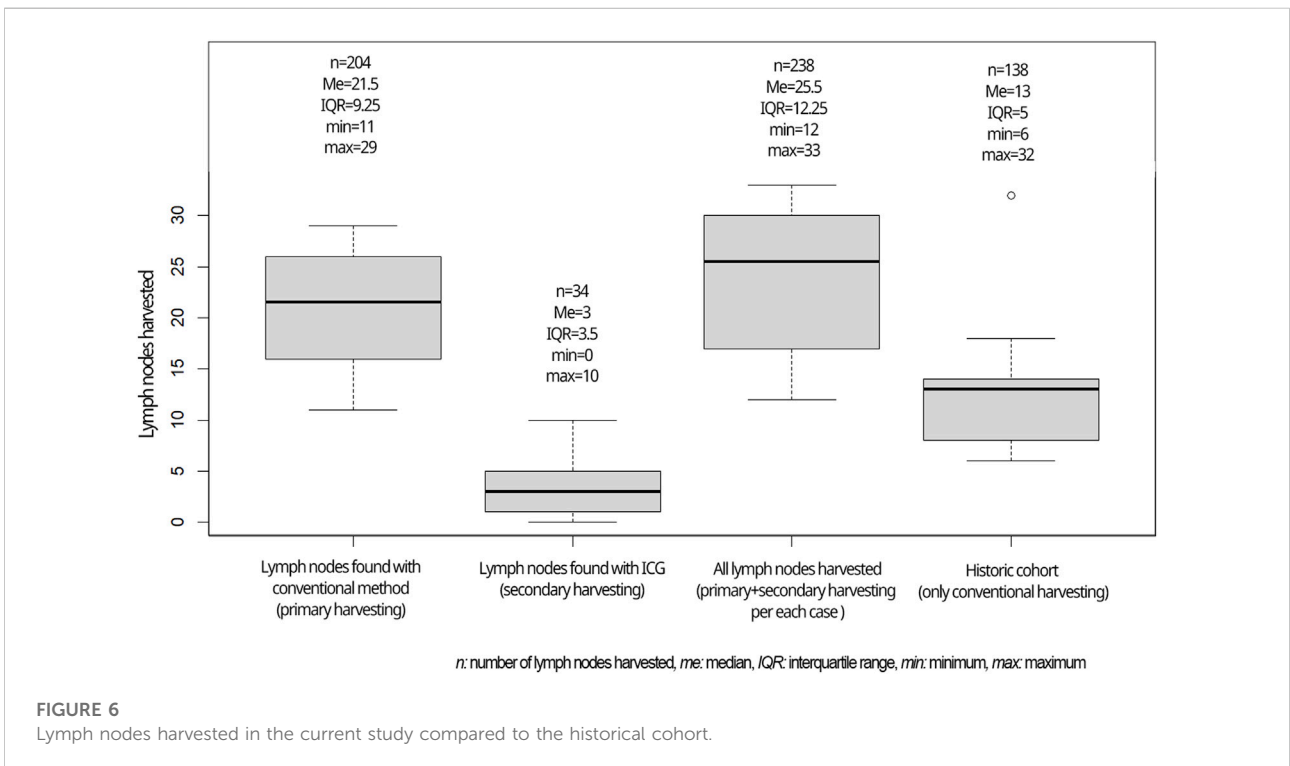 n=204
Me=21.5
IQR=9.25
min=11
max=29
n=34
Me=3
IQR=3.5
min=0
max=10
n=238
Me=25.5
IQR=12.25
min=12
max=33
n=138
Me=13
IQR=5
min=6
max=32
Lymph nodes harvested
30
25
20
15
10
5
0
Lymph nodes found with
conventional method
(primary harvesting)
Lymph nodes found with ICG
(secondary harvesting)
All lymph nodes harvested
(primary+secondary harvesting
per each case )
Historic cohort
(only conventional harvesting)
n: number of lymph nodes harvested, me: median, IQR: interquartile range, min: minimum, max: maximum
FIGURE 6
Lymph nodes harvested in the current study compared to the historical cohort.